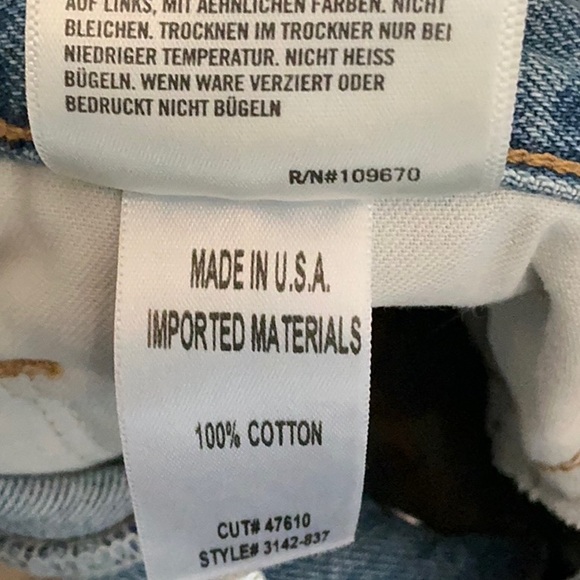 AUF LINKS, MIT AEHNLICHEN FARBEN. NICHT
BLEICHEN. TROCKNEN IM TROCKNER NUR BEI
NIEDRIGER TEMPERATUR. NICHT HEISS
BÜGELN. WENN WARE VERZIERT ODER
BEDRUCKT NICHT BÜGELN
R/N#109670
MADE IN U.S.A.
IMPORTED MATERIALS
100% COTTON
CUT# 47610
STYLE# 3142-837